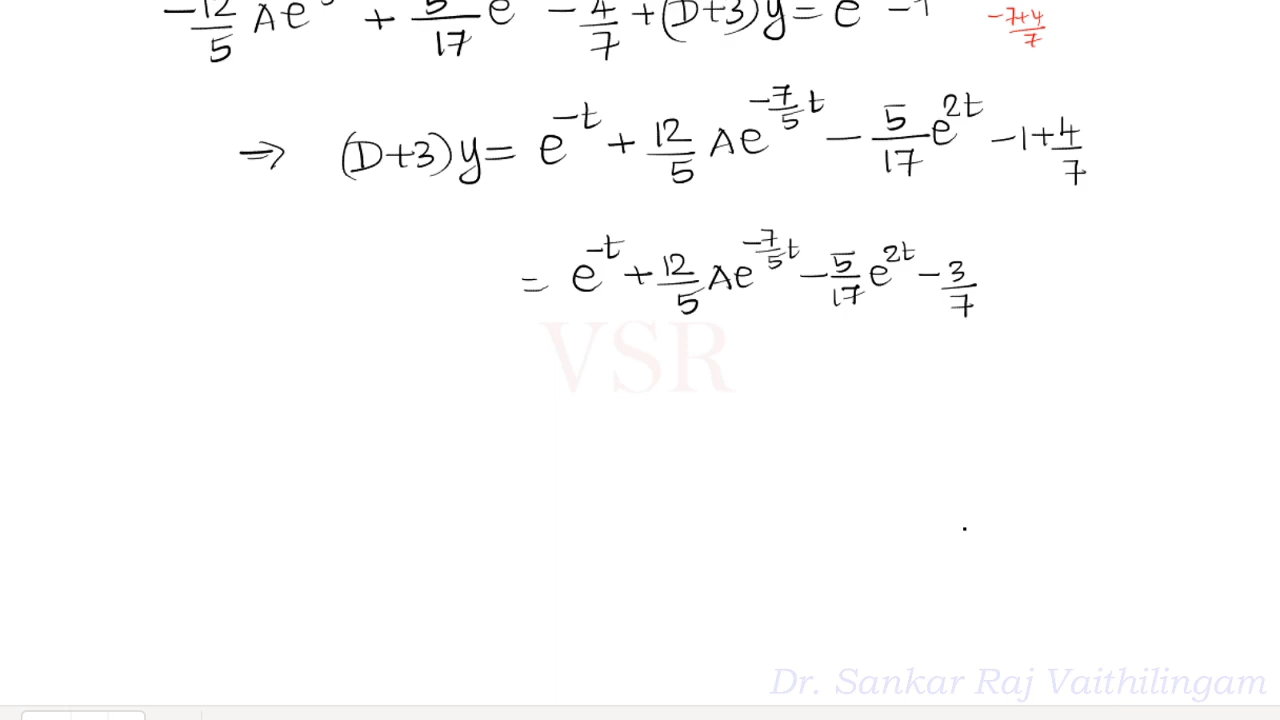 -12/5 Ae + 5/17 e - 4/7 + (D+3)y = e - 1
-7+4/7
⇒ (D+3)y = e^{-t} + 12/5 Ae^{-7/5 t} - 5/17 e^{2t} - 1 + 4/7
= e^{-t} + 12/5 Ae^{-7/5 t} - 5/17 e^{2t} - 3/7
VSR
Dr. Sankar Raj Vaithilingam